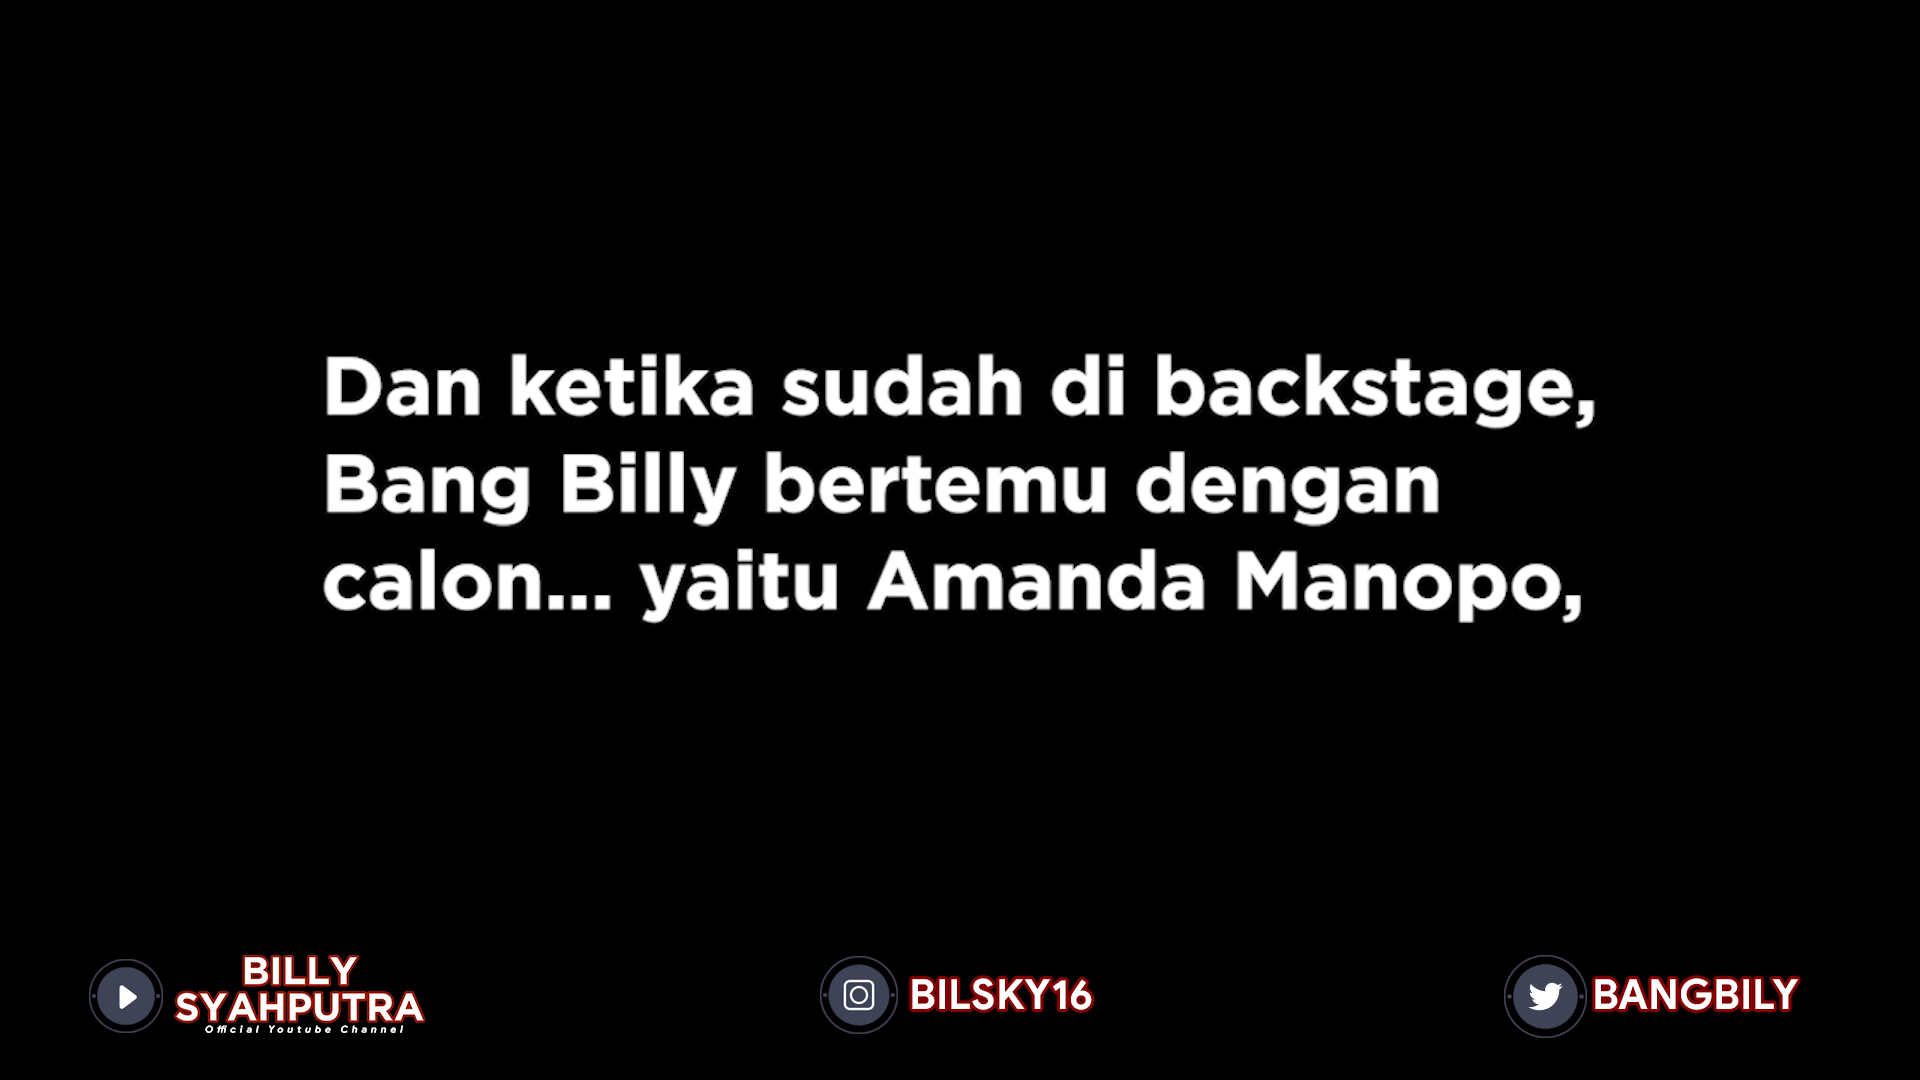 Dan ketika sudah di backstage,
Bang Billy bertemu dengan
calon... yaitu Amanda Manopo,
BILLY
SYAHPUTRA
Official Youtube Channel
BILSKY16
BANGBILY